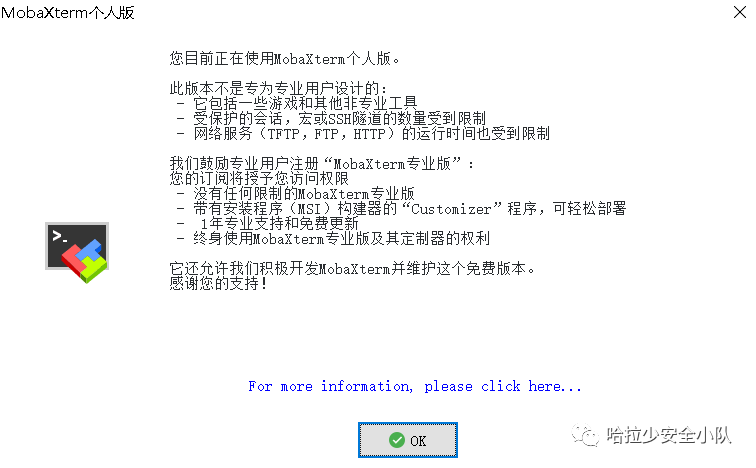 MobaXterm个人版
您目前正在使用MobaXterm个人版。
此版本不是专为专业用户设计的：
- 它包括一些游戏和其他非专业工具
- 受保护的会话，宏或SSH隧道的数量受到限制
- 网络服务（TFTP，FTP，HTTP）的运行时间也受到限制
我们鼓励专业用户注册“MobaXterm专业版”：
您的订阅将授予您访问权限
- 没有任何限制的MobaXterm专业版
- 带有安装程序（MSI）构建器的“Customizer”程序，可轻松部署
- 1年专业支持和免费更新
- 终身使用MobaXterm专业版及其定制器的权利
它还允许我们积极开发MobaXterm并维护这个免费版本。
感谢您的支持！
For more information, please click here...
OK
哈拉少安全小队